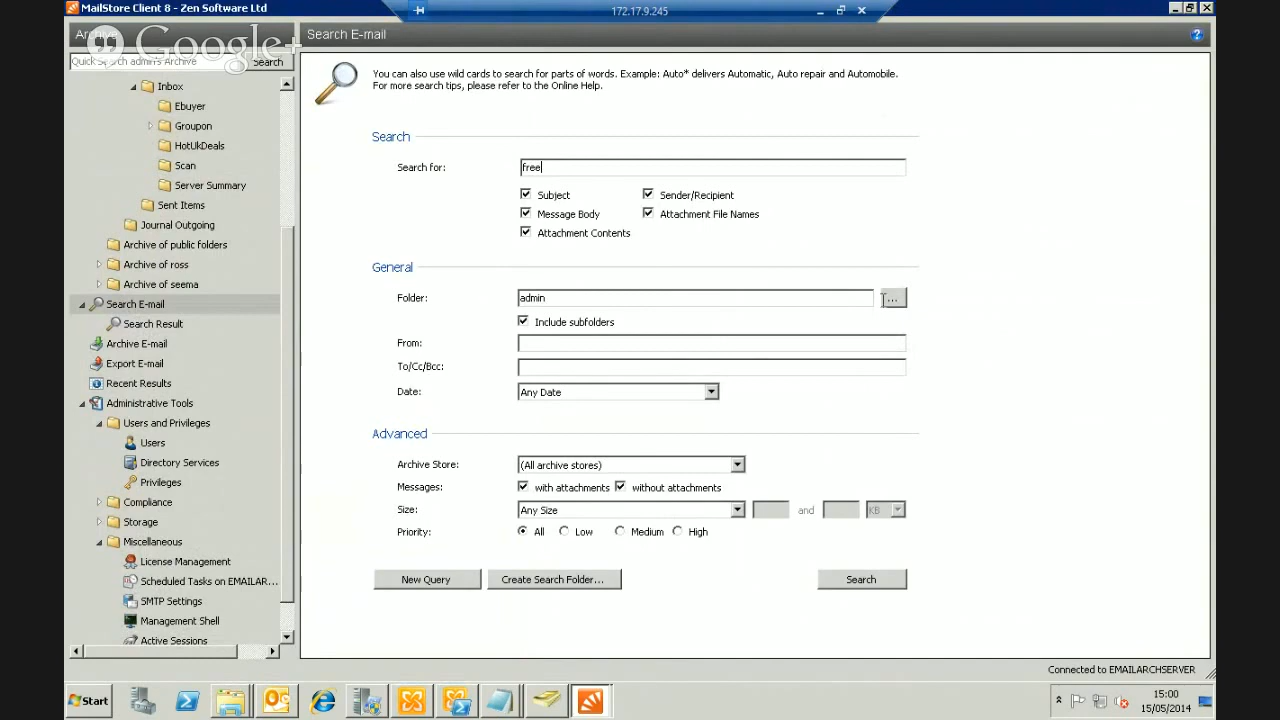 MailStore Client 8 - Zen Software Ltd
172.17.9.245
Archive
Google+
Search E-mail
Quick Search admin's Archive
Search
You can also use wild cards to search for parts of words. Example: Auto* delivers Automatic, Auto repair and Automobile.
For more search tips, please refer to the Online Help.
Inbox
Ebuyer
Groupon
HotUkDeals
Scan
Server Summary
Sent Items
Journal Outgoing
Archive of public folders
Archive of ross
Archive of seema
Search E-mail
Search Result
Archive E-mail
Export E-mail
Recent Results
Administrative Tools
Users and Privileges
Users
Directory Services
Privileges
Compliance
Storage
Miscellaneous
License Management
Scheduled Tasks on EMAILAR...
SMTP Settings
Management Shell
Active Sessions
Search
Search for: free
Subject Sender/Recipient
Message Body Attachment File Names
Attachment Contents
General
Folder: admin ...
Include subfolders
From:
To/Cc/Bcc:
Date: Any Date
Advanced
Archive Store: (All archive stores)
Messages: with attachments without attachments
Size: Any Size and KB
Priority: All Low Medium High
New Query Create Search Folder... Search
Connected to EMAILARCHSERVER
Start
15:00
15/05/2014